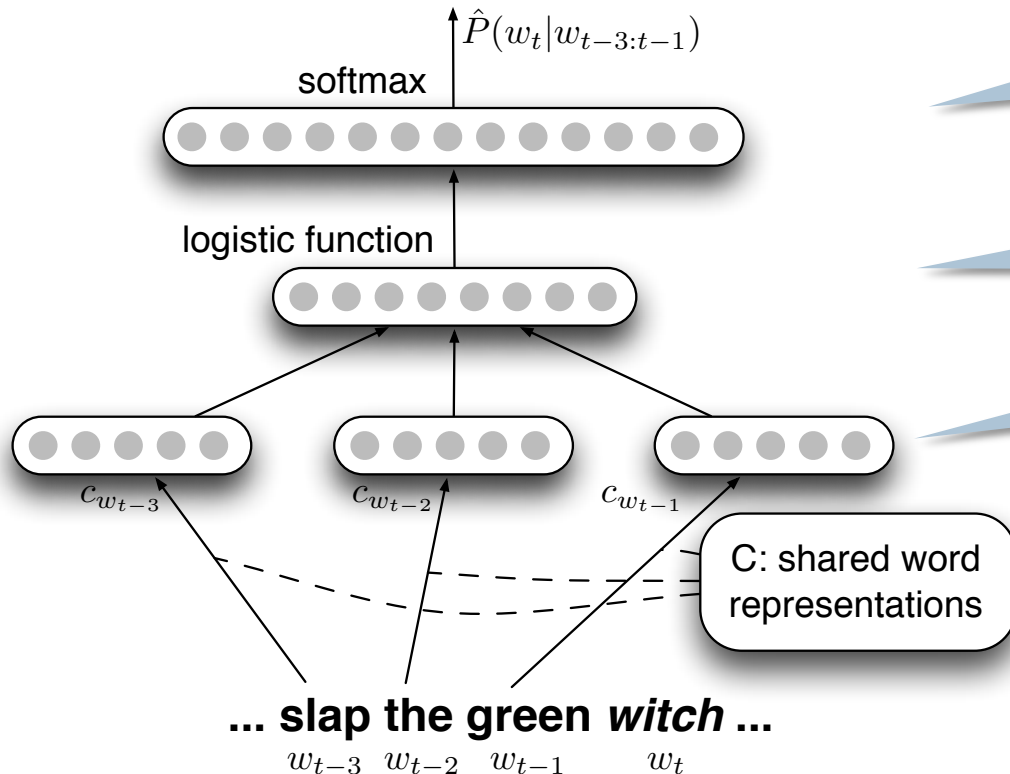 P̂(w_t|w_{t−3:t−1})
softmax
logistic function
c_{w_{t−3}} c_{w_{t−2}} c_{w_{t−1}}
C: shared word
representations
... slap the green witch ...
w_{t−3} w_{t−2} w_{t−1} w_t